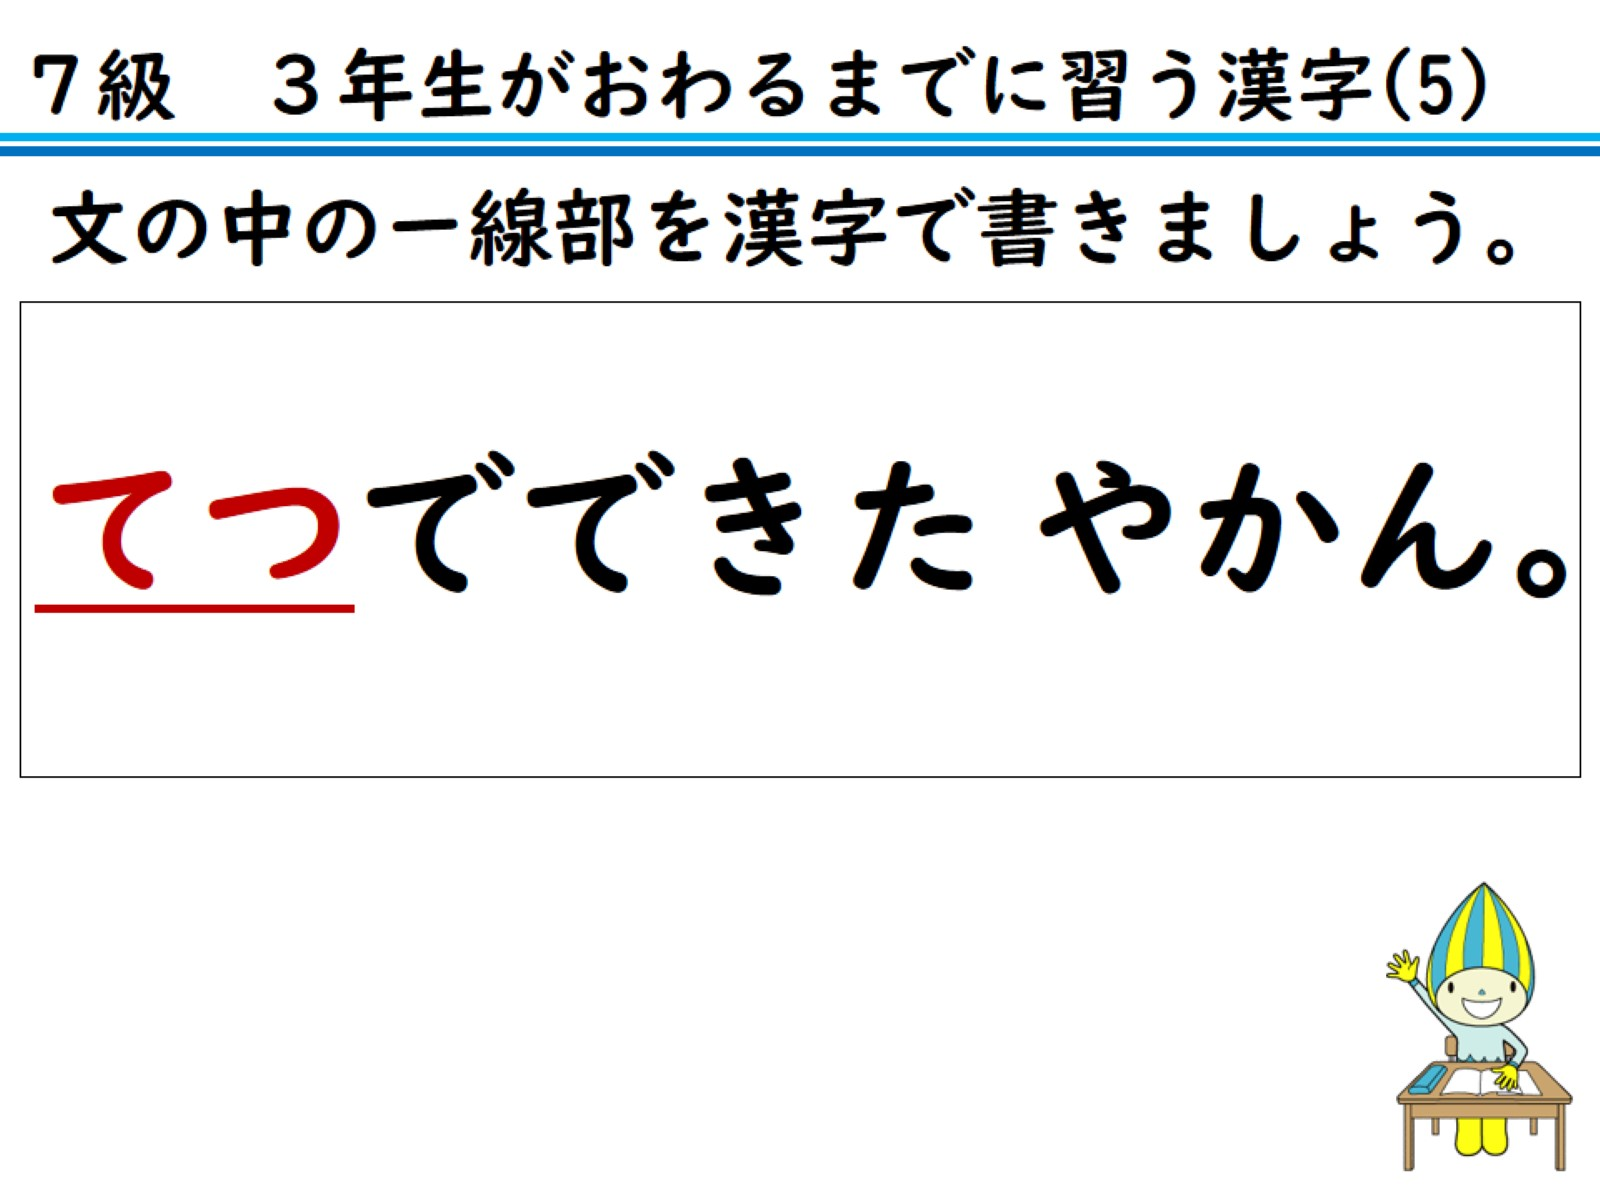 ７級　３年生がおわるまでに習う漢字(5)
文の中の―線部を漢字で書きましょう。
てつでできた やかん。